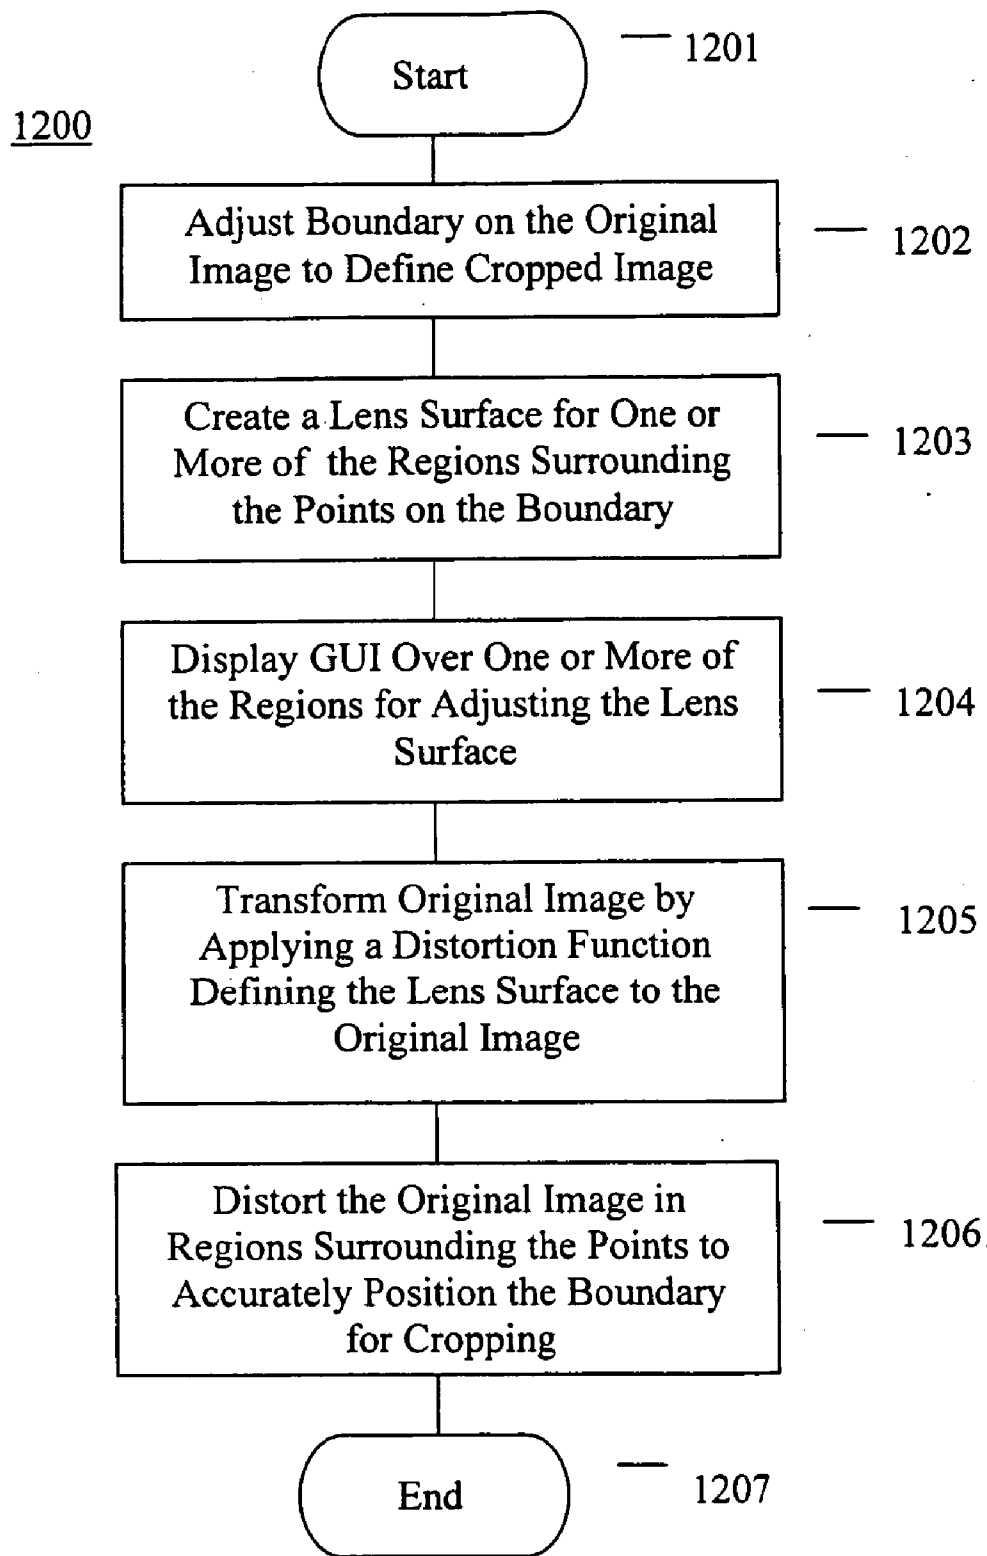 Start
1201
1200
Adjust Boundary on the Original
Image to Define Cropped Image
1202
Create a Lens Surface for One or
More of the Regions Surrounding
the Points on the Boundary
1203
Display GUI Over One or More of
the Regions for Adjusting the Lens
Surface
1204
Transform Original Image by
Applying a Distortion Function
Defining the Lens Surface to the
Original Image
1205
Distort the Original Image in
Regions Surrounding the Points to
Accurately Position the Boundary
for Cropping
1206
End
1207